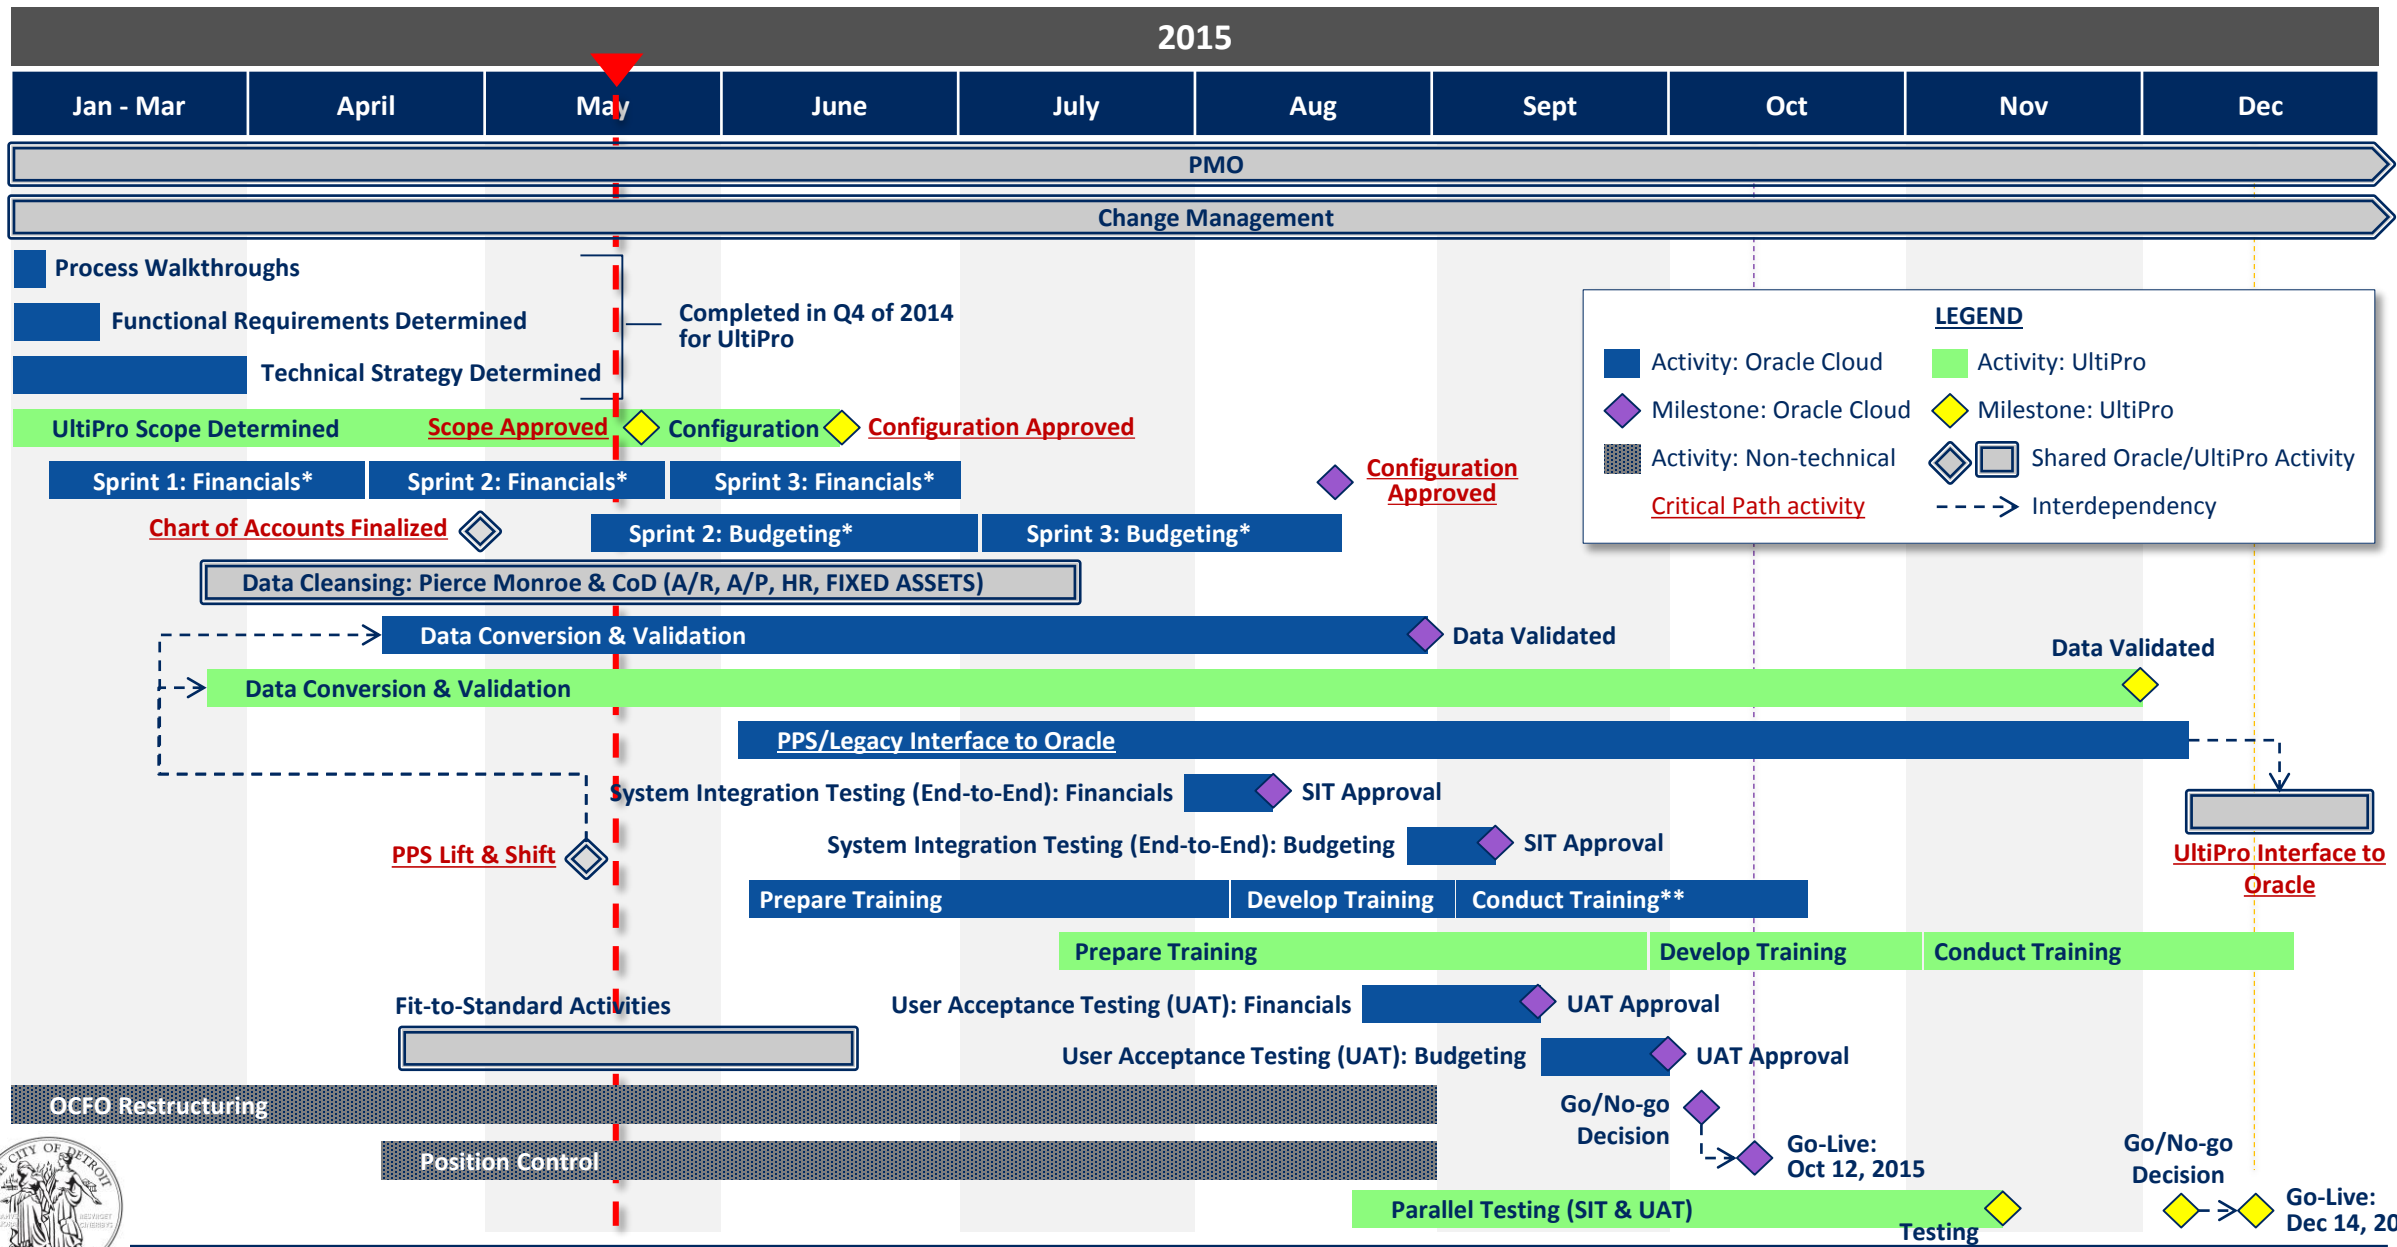 2015
Jan - Mar
April
May
June
July
Aug
Sept
Oct
Nov
Dec
PMO
Change Management
Process Walkthroughs
Functional Requirements Determined
Technical Strategy Determined
Completed in Q4 of 2014
for UltiPro
LEGEND
Activity: Oracle Cloud
Activity: UltiPro
Milestone: Oracle Cloud
Milestone: UltiPro
Activity: Non-technical
Shared Oracle/UltiPro Activity
Critical Path activity
Interdependency
UltiPro Scope Determined
Scope Approved
Configuration
Configuration Approved
Sprint 1: Financials*
Sprint 2: Financials*
Sprint 3: Financials*
Configuration
Approved
Chart of Accounts Finalized
Sprint 2: Budgeting*
Sprint 3: Budgeting*
Data Cleansing: Pierce Monroe & CoD (A/R, A/P, HR, FIXED ASSETS)
Data Conversion & Validation
Data Validated
Data Validated
Data Conversion & Validation
PPS/Legacy Interface to Oracle
System Integration Testing (End-to-End): Financials
SIT Approval
System Integration Testing (End-to-End): Budgeting
SIT Approval
PPS Lift & Shift
UltiPro Interface to
Oracle
Prepare Training
Develop Training
Conduct Training**
Prepare Training
Develop Training
Conduct Training
Fit-to-Standard Activities
User Acceptance Testing (UAT): Financials
UAT Approval
User Acceptance Testing (UAT): Budgeting
UAT Approval
OCFO Restructuring
Go/No-go
Decision
Position Control
Go-Live:
Oct 12, 2015
Go/No-go
Decision
Parallel Testing (SIT & UAT)
Testing
Go-Live:
Dec 14, 20
CITY OF DETROIT